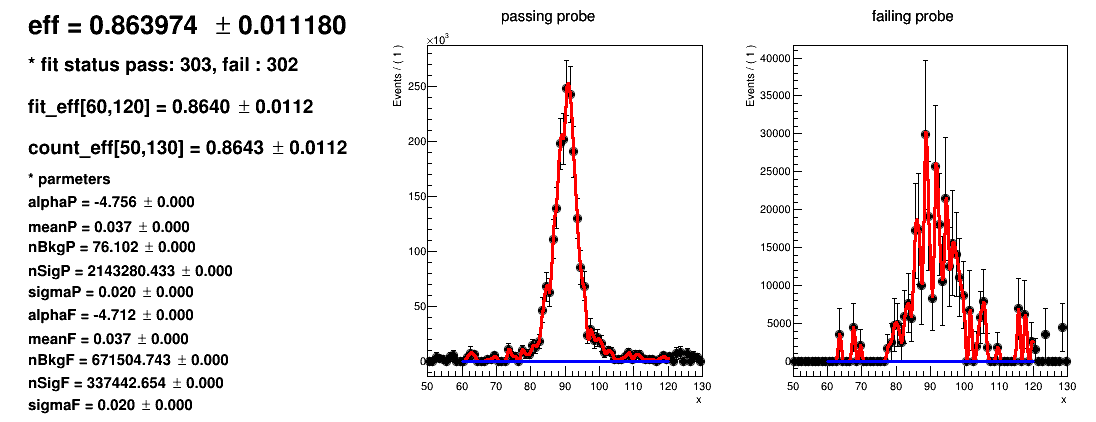 eff = 0.863974 ± 0.011180
* fit status pass: 303, fail : 302
fit_eff[60,120] = 0.8640 ± 0.0112
count_eff[50,130] = 0.8643 ± 0.0112
* parmeters
alphaP = -4.756 ± 0.000
meanP = 0.037 ± 0.000
nBkgP = 76.102 ± 0.000
nSigP = 2143280.433 ± 0.000
sigmaP = 0.020 ± 0.000
alphaF = -4.712 ± 0.000
meanF = 0.037 ± 0.000
nBkgF = 671504.743 ± 0.000
nSigF = 337442.654 ± 0.000
sigmaF = 0.020 ± 0.000
passing probe
×10³
Events / ( 1 )
250
200
150
100
50
0
50 60 70 80 90 100 110 120 130
x
failing probe
Events / ( 1 )
40000
35000
30000
25000
20000
15000
10000
5000
0
50 60 70 80 90 100 110 120 130
x